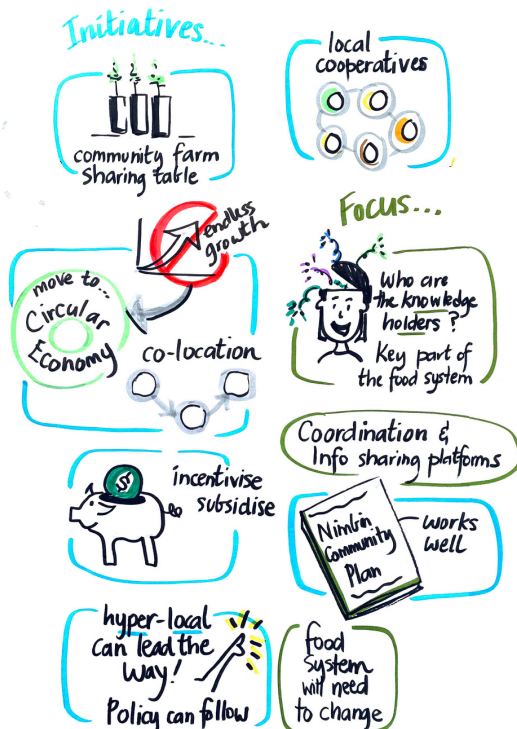 Initiatives...
community farm
sharing table
local
cooperatives
endless
growth
move to...
Circular
Economy
co-location
$
incentivise
subsidise
hyper-local
can lead the
way!
Policy can follow
Focus...
Who are
the knowledge
holders?
Key part of
the food system
Coordination &
Info sharing platforms
Nimbin
Community
Plan
works
well
food
system
will need
to change